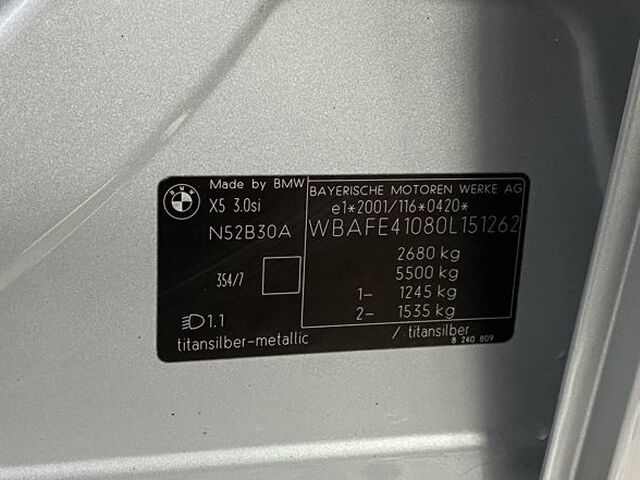 BMW
Made by BMW
X5 3.0si
N52B30A
354/7
1.1
titansilber-metallic
BAYERISCHE MOTOREN WERKE AG
e1*2001/116*0420*
WBAFE41080L151262
2680 kg
5500 kg
1- 1245 kg
2- 1535 kg
/ titansilber
8 240 809